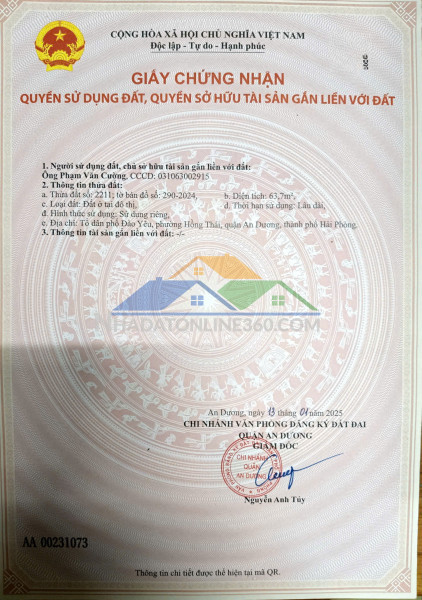 CỘNG HÒA XÃ HỘI CHỦ NGHĨA VIỆT NAM
Độc lập - Tự do - Hạnh phúc
GIẤY CHỨNG NHẬN
QUYỀN SỬ DỤNG ĐẤT, QUYỀN SỞ HỮU TÀI SẢN GẮN LIỀN VỚI ĐẤT
1. Người sử dụng đất, chủ sở hữu tài sản gắn liền với đất:
Ông Phạm Văn Cường, CCCD: 031063002915
2. Thông tin thửa đất:
a. Thửa đất số: 2211; tờ bản đồ số: 290-2024, b. Diện tích: 63,7m²,
c. Loại đất: Đất ở tại đô thị, d. Thời hạn sử dụng: Lâu dài,
đ. Hình thức sử dụng: Sử dụng riêng,
e. Địa chỉ: Tổ dân phố Đào Yêu, phường Hồng Thái, quận An Dương, thành phố Hải Phòng.
3. Thông tin tài sản gắn liền với đất: -/-
NHADATONLINE360.COM
An Dương, ngày 13 tháng 01 năm 2025
CHI NHÁNH VĂN PHÒNG ĐĂNG KÝ ĐẤT ĐAI
QUẬN AN DƯƠNG
GIÁM ĐỐC
CHI NHÁNH
QUẬN
AN DƯƠNG
Nguyễn Anh Túy
AA 00231073
Thông tin chi tiết được thể hiện tại mã QR.